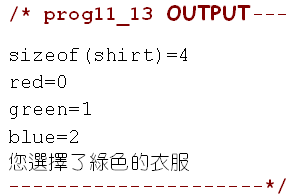 /* prog11_13 OUTPUT---
sizeof(shirt)=4
red=0
green=1
blue=2
您選擇了綠色的衣服
---------------------*/